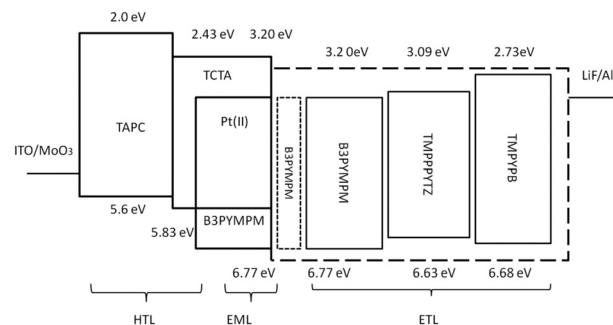 2.0 eV
2.43 eV
3.20 eV
3.2 0eV
3.09 eV
2.73eV
LiF/Al
TCTA
Pt(II)
TAPC
ITO/MoO3
B3PYMPM
B3PYMPM
TMPPPYTZ
TMPYPB
5.6 eV
B3PYMPM
5.83 eV
6.77 eV
6.77 eV
6.63 eV
6.68 eV
HTL
EML
ETL